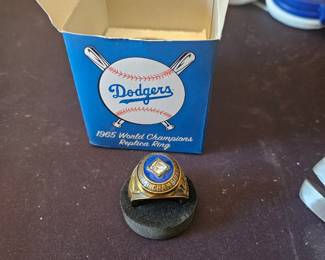 Dodgers
1965 World Champions
Replica Ring